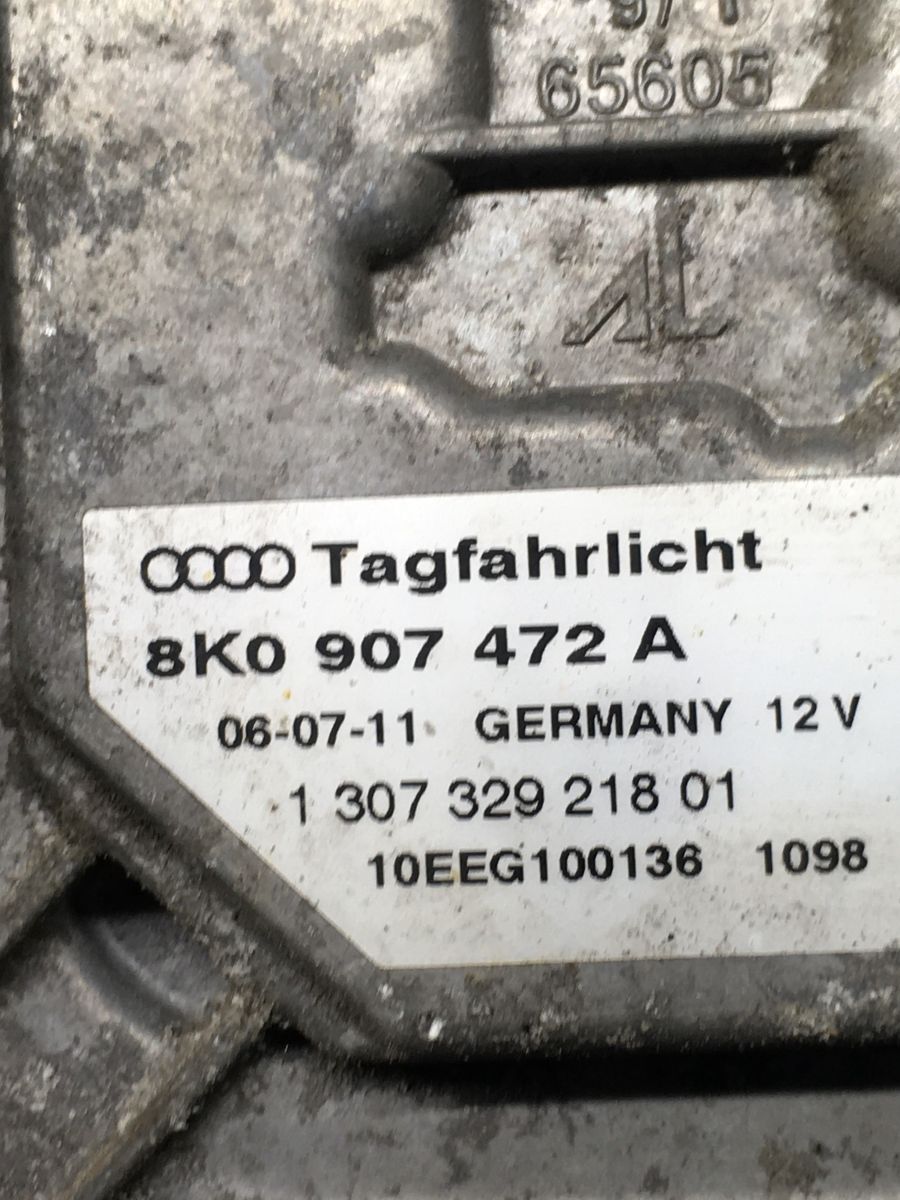 65605
Tagfahrlicht
8K0 907 472 A
06-07-11 GERMANY 12 V
1 307 329 218 01
10EEG100136 1098